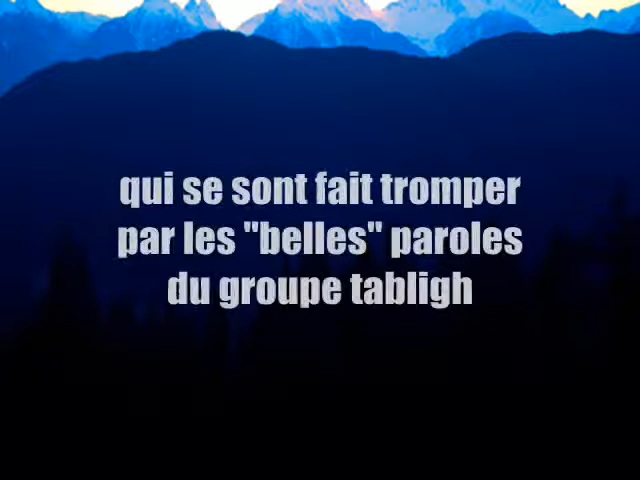 qui se sont fait tromper
par les "belles" paroles
du groupe tabligh